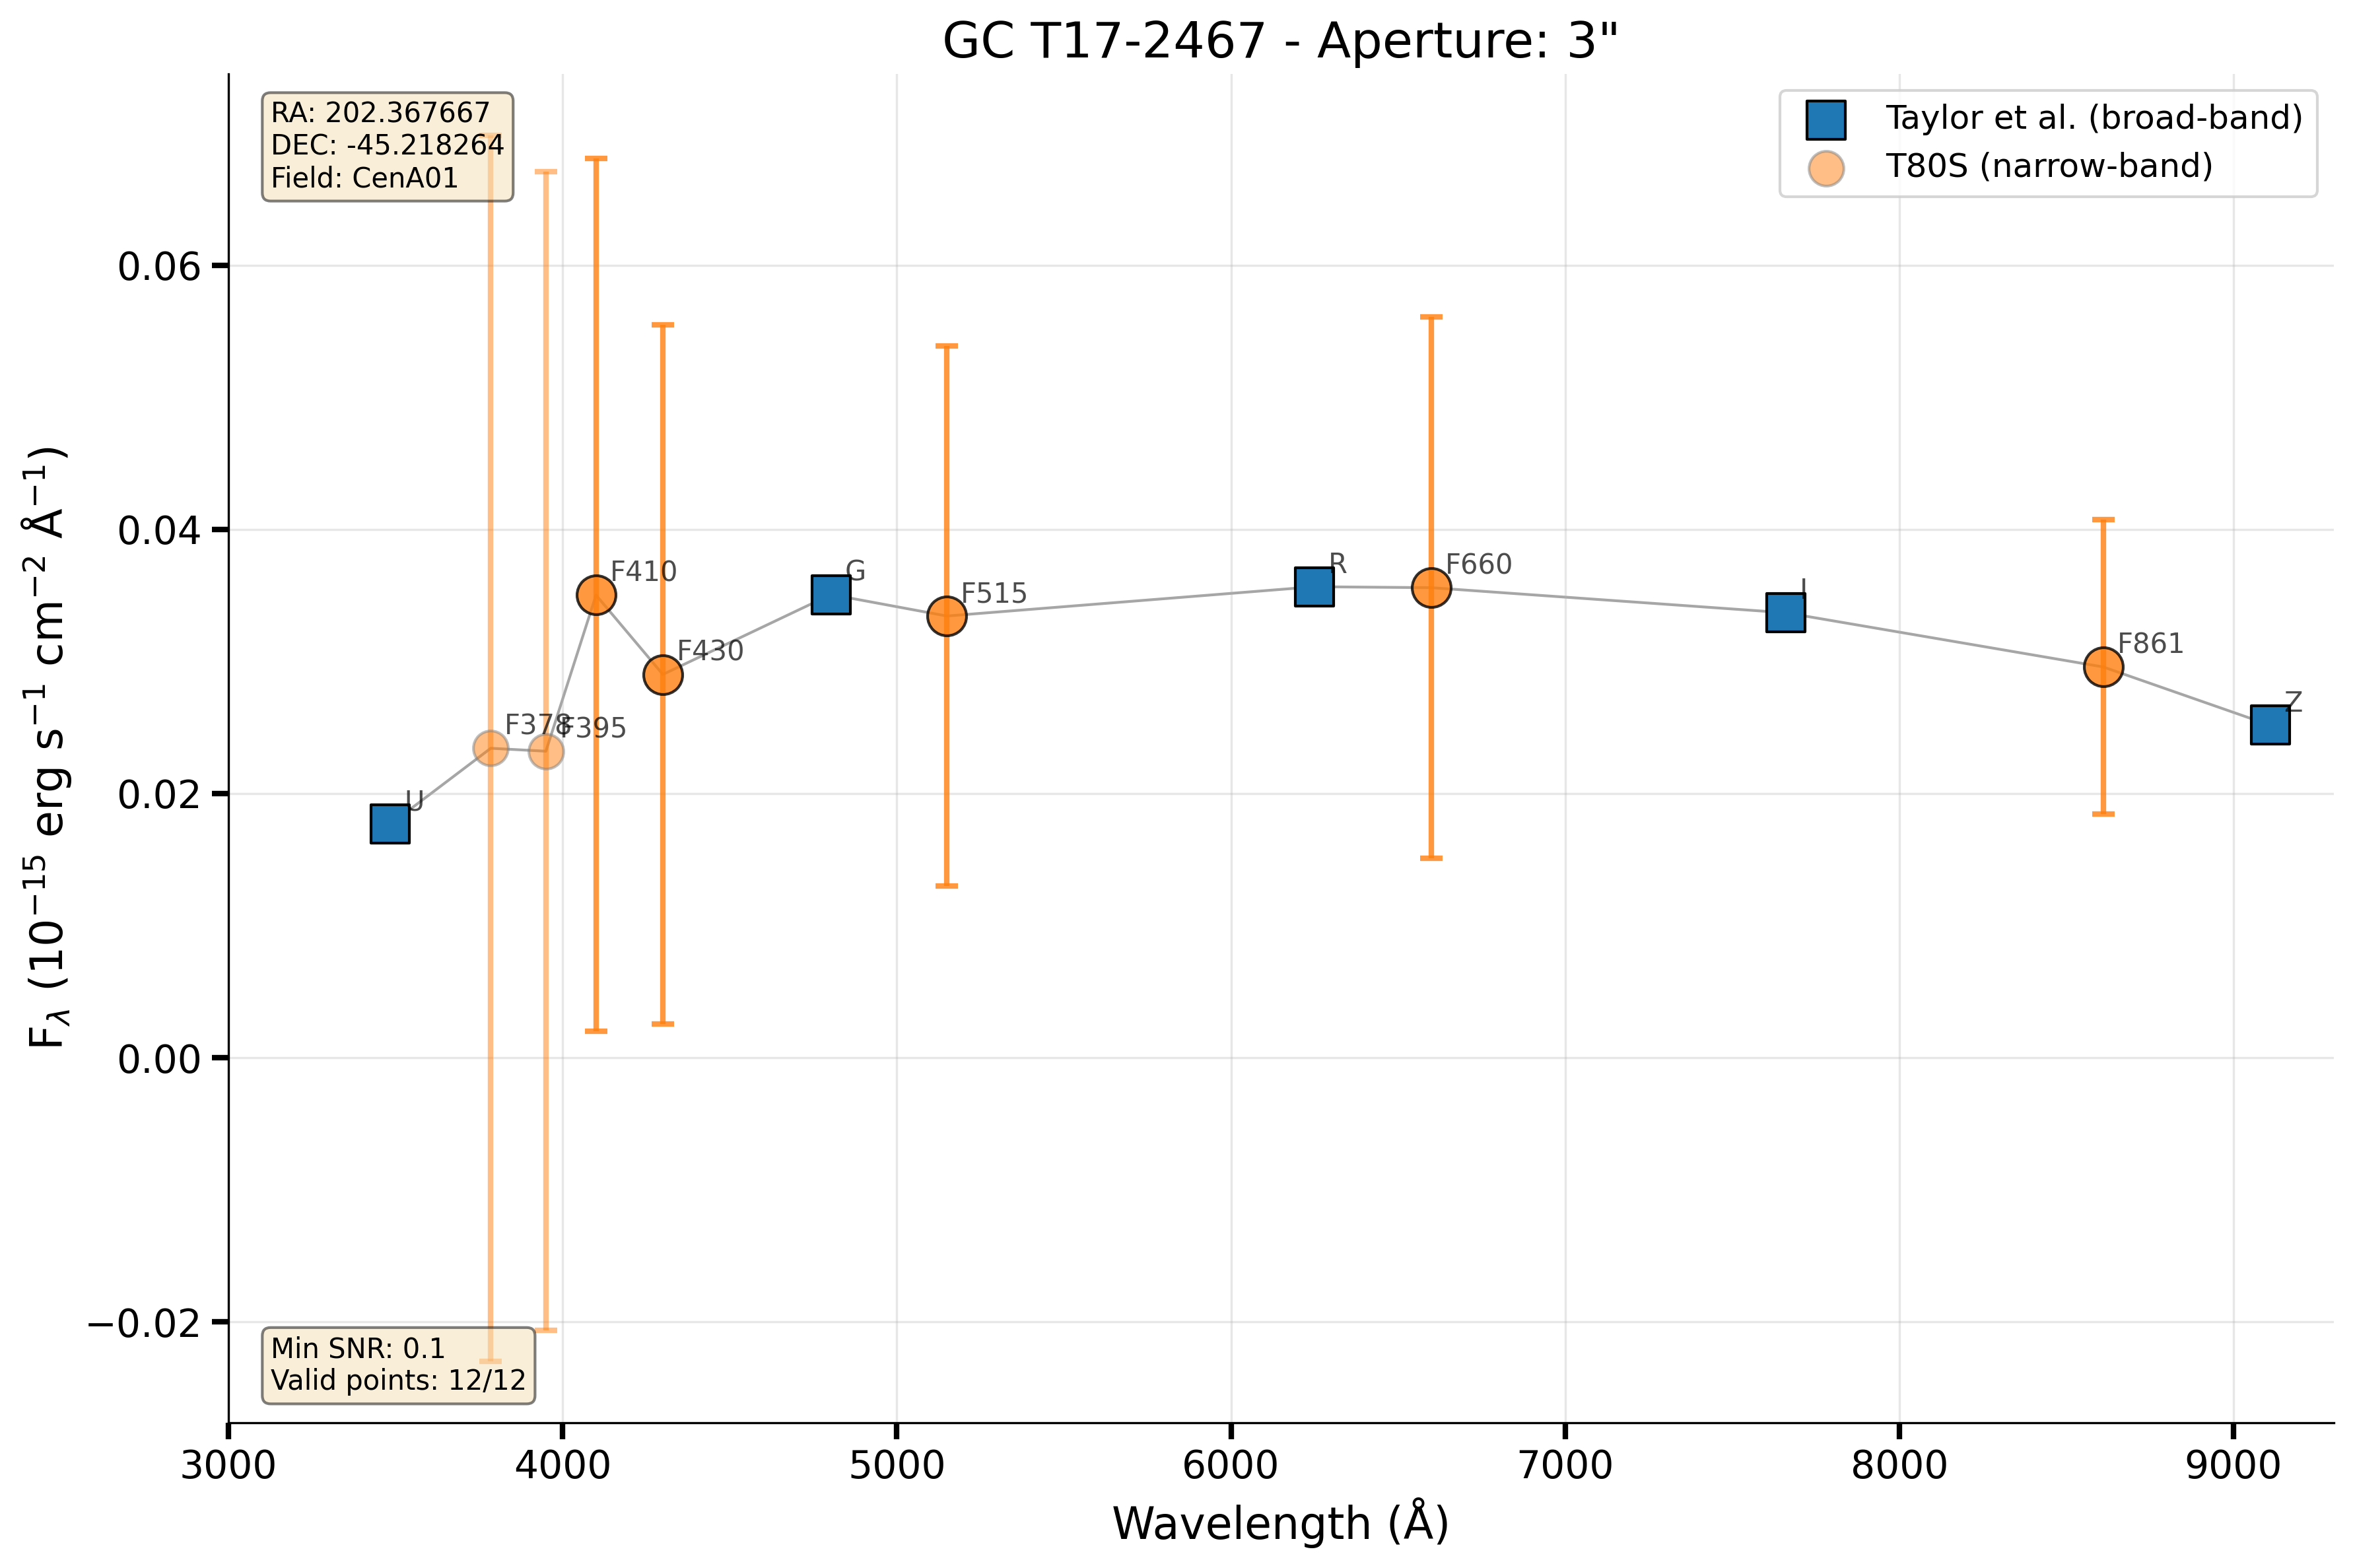 GC T17-2467 - Aperture: 3"
RA: 202.367667
DEC: -45.218264
Field: CenA01
Taylor et al. (broad-band)
T80S (narrow-band)
0.06
0.04
0.02
0.00
−0.02
F_λ (10⁻¹⁵ erg s⁻¹ cm⁻² Å⁻¹)
U
F378
F395
F410
F430
G
F515
R
F660
I
F861
Z
Min SNR: 0.1
Valid points: 12/12
3000 4000 5000 6000 7000 8000 9000
Wavelength (Å)